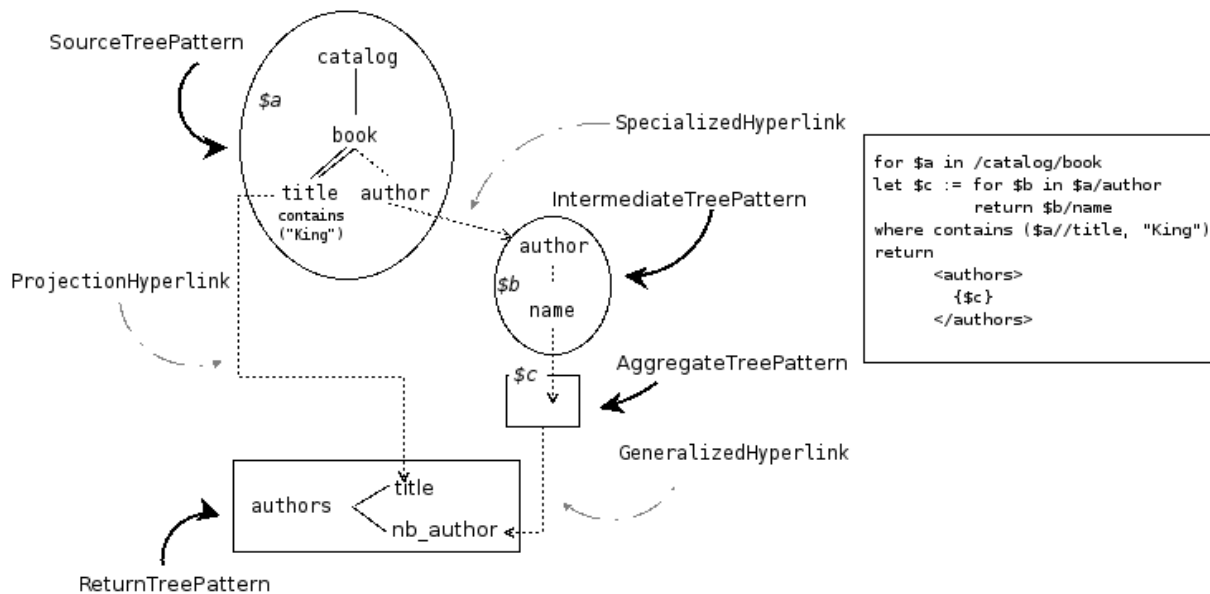 SourceTreePattern
catalog
$a
book
title
author
contains
("King")
SpecializedHyperlink
IntermediateTreePattern
author
$b
name
ProjectionHyperlink
$c
AggregateTreePattern
GeneralizedHyperlink
authors
title
nb_author
ReturnTreePattern
for $a in /catalog/book
let $c := for $b in $a/author
return $b/name
where contains ($a//title, "King")
return
<authors>
{$c}
</authors>